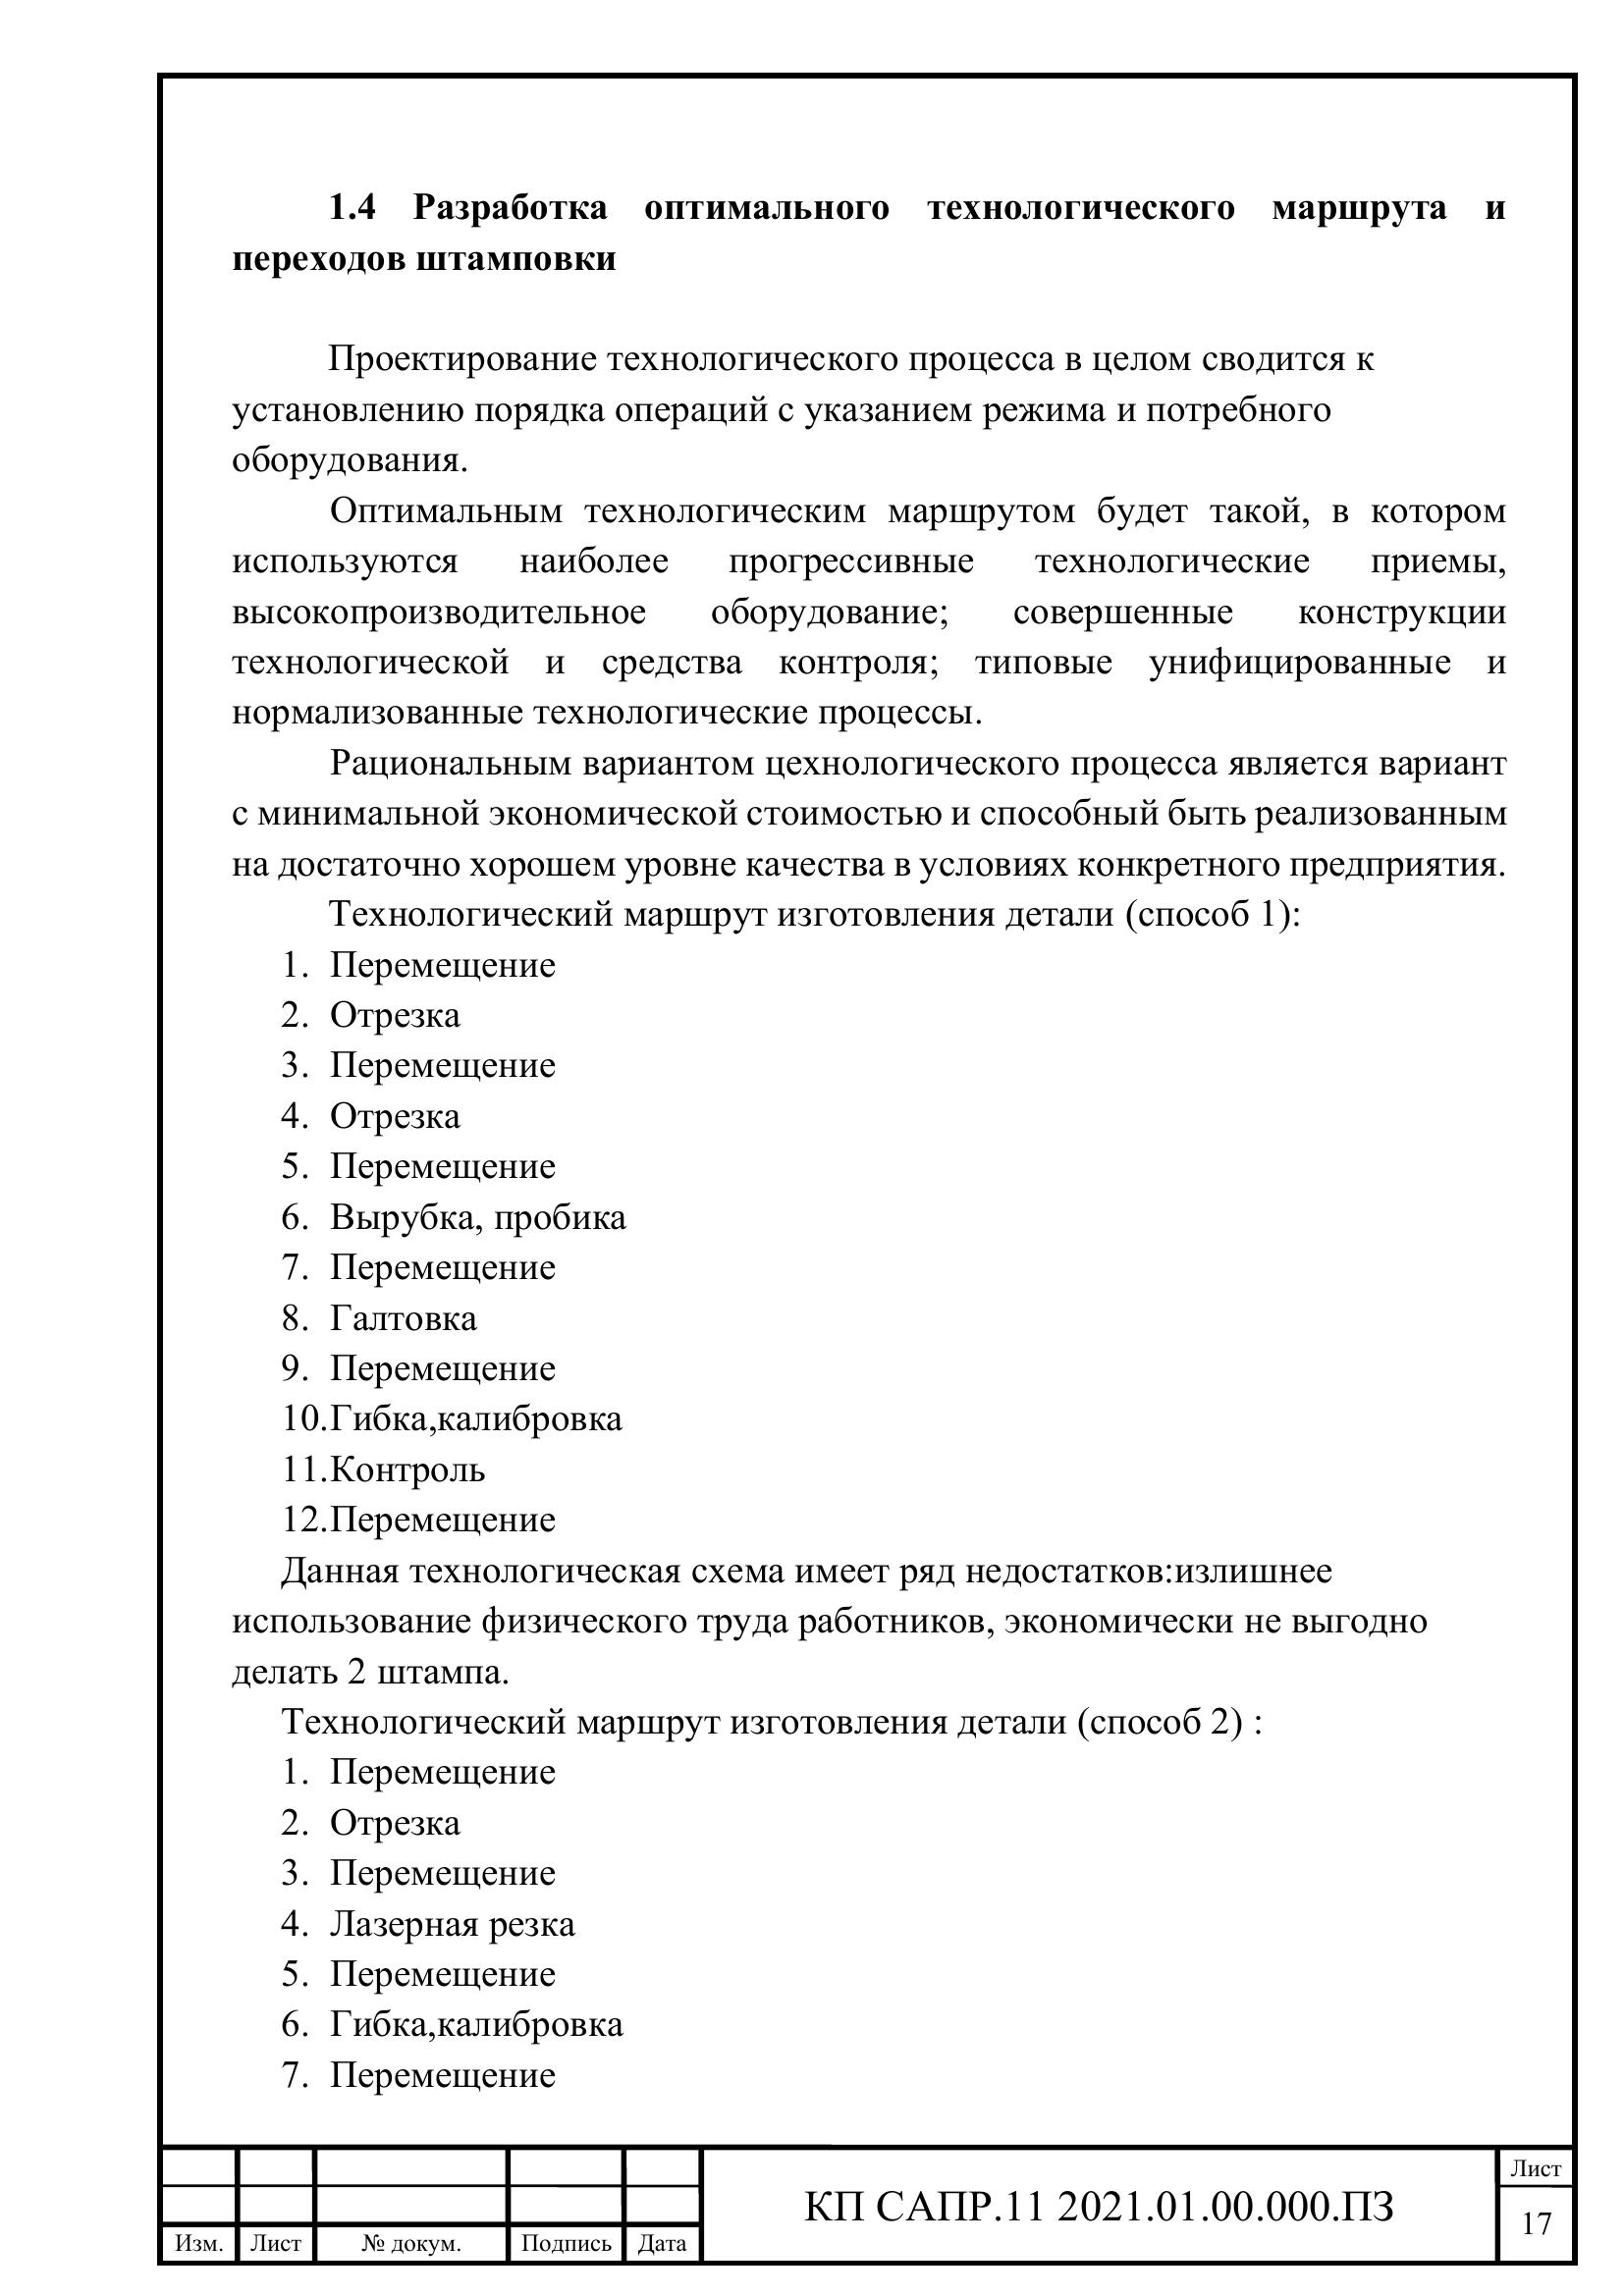 1.4 Разработка оптимального технологического маршрута и
переходов штамповки
Проектирование технологического процесса в целом сводится к
установлению порядка операций с указанием режима и потребного
оборудования.
Оптимальным технологическим маршрутом будет такой, в котором
используются наиболее прогрессивные технологические приемы,
высокопроизводительное оборудование; совершенные конструкции
технологической и средства контроля; типовые унифицированные и
нормализованные технологические процессы.
Рациональным вариантом цехнологического процесса является вариант
с минимальной экономической стоимостью и способный быть реализованным
на достаточно хорошем уровне качества в условиях конкретного предприятия.
Технологический маршрут изготовления детали (способ 1):
1. Перемещение
2. Отрезка
3. Перемещение
4. Отрезка
5. Перемещение
6. Вырубка, пробика
7. Перемещение
8. Галтовка
9. Перемещение
10.Гибка,калибровка
11.Контроль
12.Перемещение
Данная технологическая схема имеет ряд недостатков:излишнее
использование физического труда работников, экономически не выгодно
делать 2 штампа.
Технологический маршрут изготовления детали (способ 2) :
1. Перемещение
2. Отрезка
3. Перемещение
4. Лазерная резка
5. Перемещение
6. Гибка,калибровка
7. Перемещение
КП САПР.11 2021.01.00.000.ПЗ
Лист
17
Изм. Лист № докум. Подпись Дата